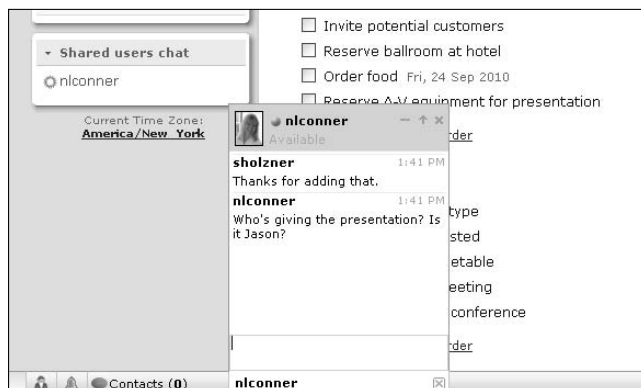 Shared users chat
nlconner
Current Time Zone:
America/New York
Invite potential customers
Reserve ballroom at hotel
Order food Fri, 24 Sep 2010
Reserve A-V equipment for presentation
rder
nlconner
Available
sholzner 1:41 PM
Thanks for adding that.
nlconner 1:41 PM
Who's giving the presentation? Is
it Jason?
type
sted
etable
eeting
conference
rder
Contacts (0)
nlconner